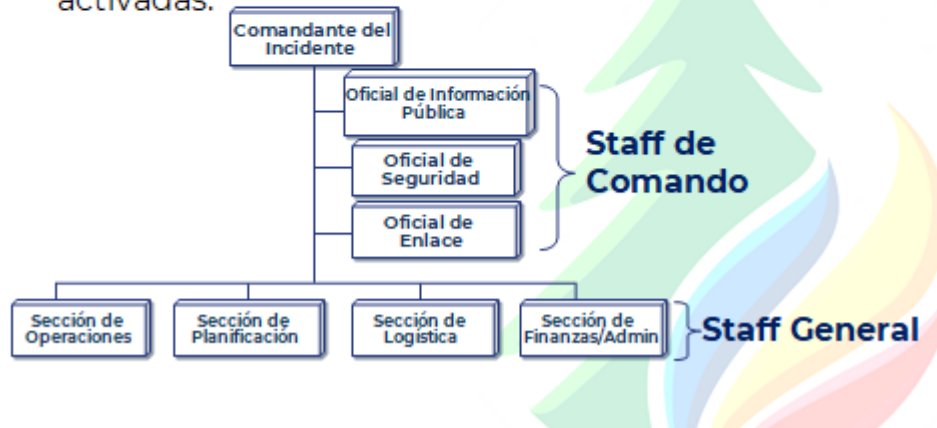 activadas.
Comandante del
Incidente
Oficial de Información
Pública
Oficial de
Seguridad
Oficial de
Enlace
Staff de
Comando
Sección de
Operaciones
Sección de
Planificación
Sección de
Logística
Sección de
Finanzas/Admin
Staff General